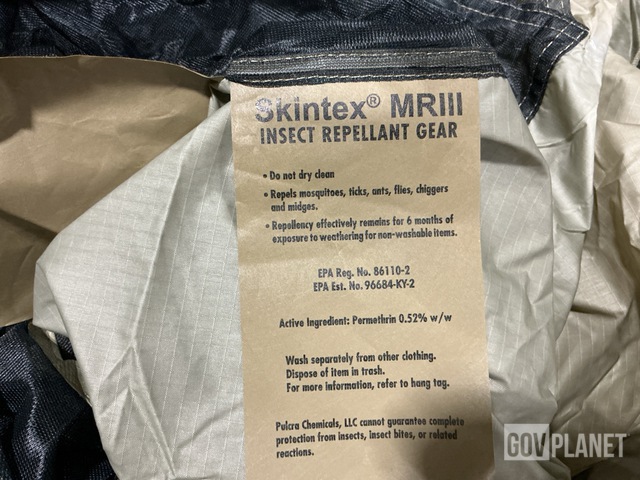 Skintex® MRIII
INSECT REPELLANT GEAR
• Do not dry clean
• Repels mosquitoes, ticks, ants, flies, chiggers
and midges.
• Repellency effectively remains for 6 months of
exposure to weathering for non-washable items.
EPA Reg. No. 86110-2
EPA Est. No. 96684-KY-2
Active Ingredient: Permethrin 0.52% w/w
Wash separately from other clothing.
Dispose of item in trash.
For more information, refer to hang tag.
Pulcra Chemicals, LLC cannot guarantee complete
protection from insects, insect bites, or related
reactions.
GOVPLANET